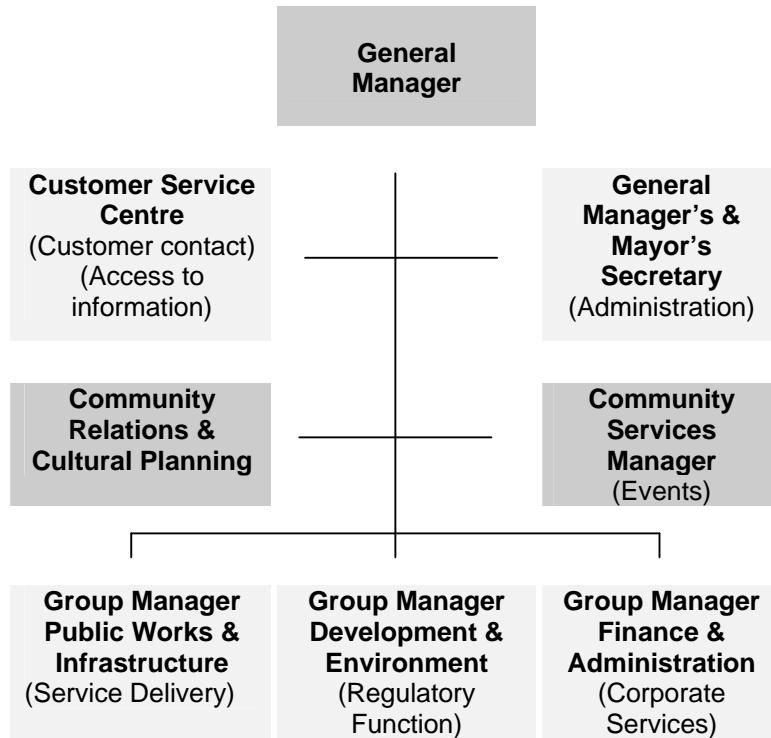 General
Manager
Customer Service
Centre
(Customer contact)
(Access to
information)
General
Manager’s &
Mayor’s
Secretary
(Administration)
Community
Relations &
Cultural Planning
Community
Services
Manager
(Events)
Group Manager
Public Works &
Infrastructure
(Service Delivery)
Group Manager
Development &
Environment
(Regulatory
Function)
Group Manager
Finance &
Administration
(Corporate
Services)